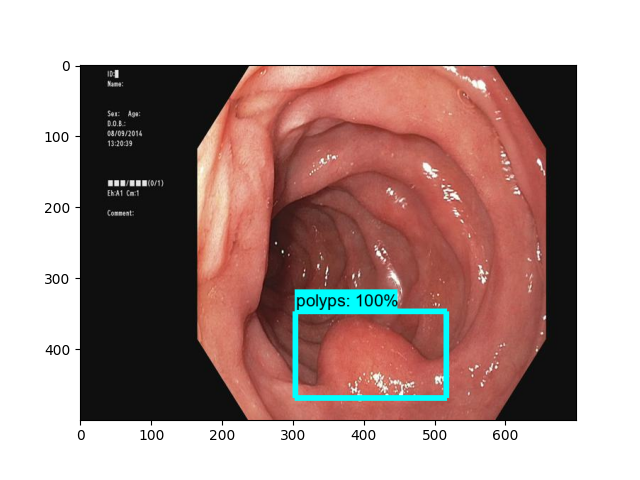 ID:
Name:
Sex: Age:
D.O.B.:
08/09/2014
13:20:39
■■■/■■■(0/1)
Eh:A1 Cm:1
Comment:
polyps: 100%
0
100
200
300
400
0 100 200 300 400 500 600